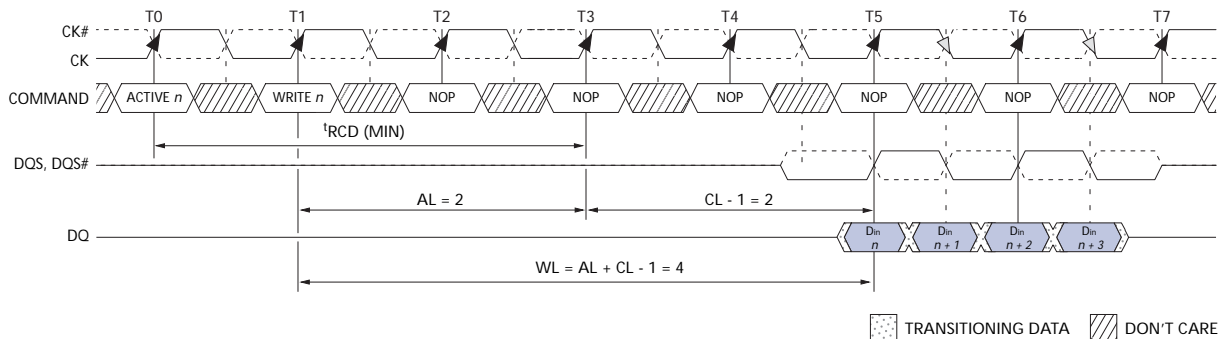 T0 T1 T2 T3 T4 T5 T6 T7
CK#
CK
COMMAND ACTIVE n WRITE n NOP NOP NOP NOP NOP NOP
tRCD (MIN)
DQS, DQS#
AL = 2 CL - 1 = 2
DQ Din n Din n + 1 Din n + 2 Din n + 3
WL = AL + CL - 1 = 4
TRANSITIONING DATA DON'T CARE